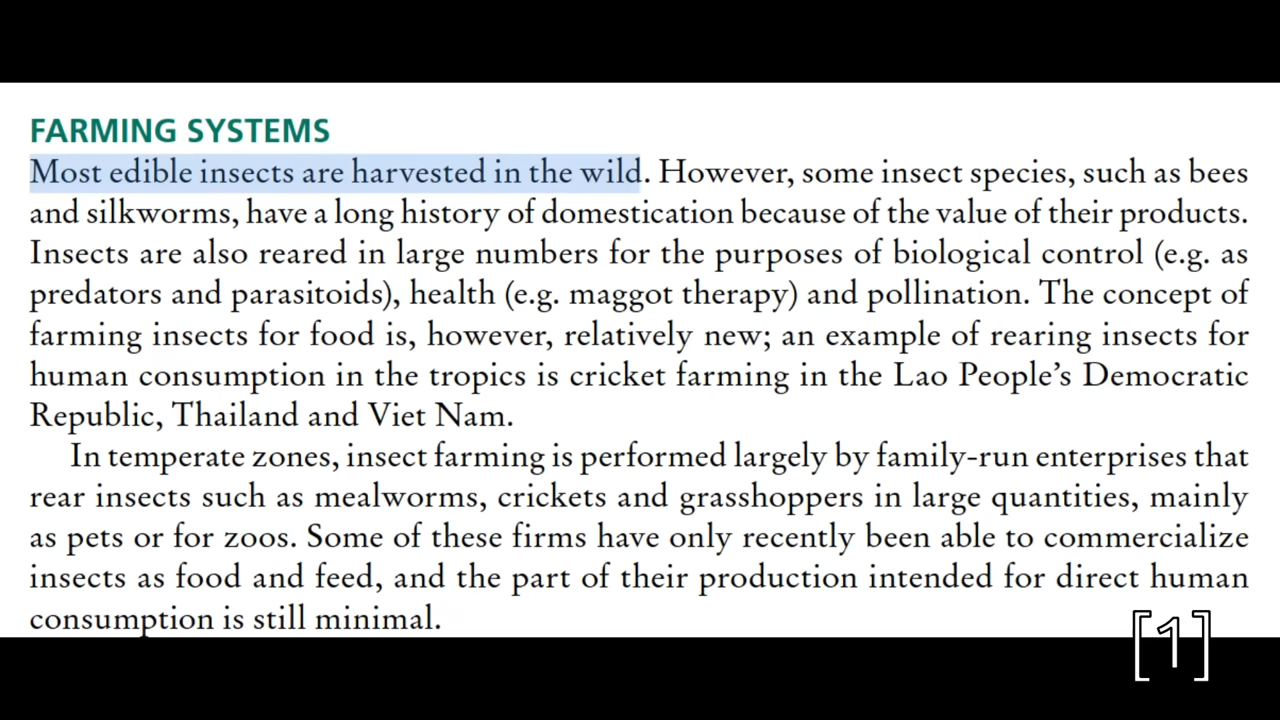 FARMING SYSTEMS
Most edible insects are harvested in the wild. However, some insect species, such as bees
and silkworms, have a long history of domestication because of the value of their products.
Insects are also reared in large numbers for the purposes of biological control (e.g. as
predators and parasitoids), health (e.g. maggot therapy) and pollination. The concept of
farming insects for food is, however, relatively new; an example of rearing insects for
human consumption in the tropics is cricket farming in the Lao People’s Democratic
Republic, Thailand and Viet Nam.
In temperate zones, insect farming is performed largely by family-run enterprises that
rear insects such as mealworms, crickets and grasshoppers in large quantities, mainly
as pets or for zoos. Some of these firms have only recently been able to commercialize
insects as food and feed, and the part of their production intended for direct human
consumption is still minimal.
[1]